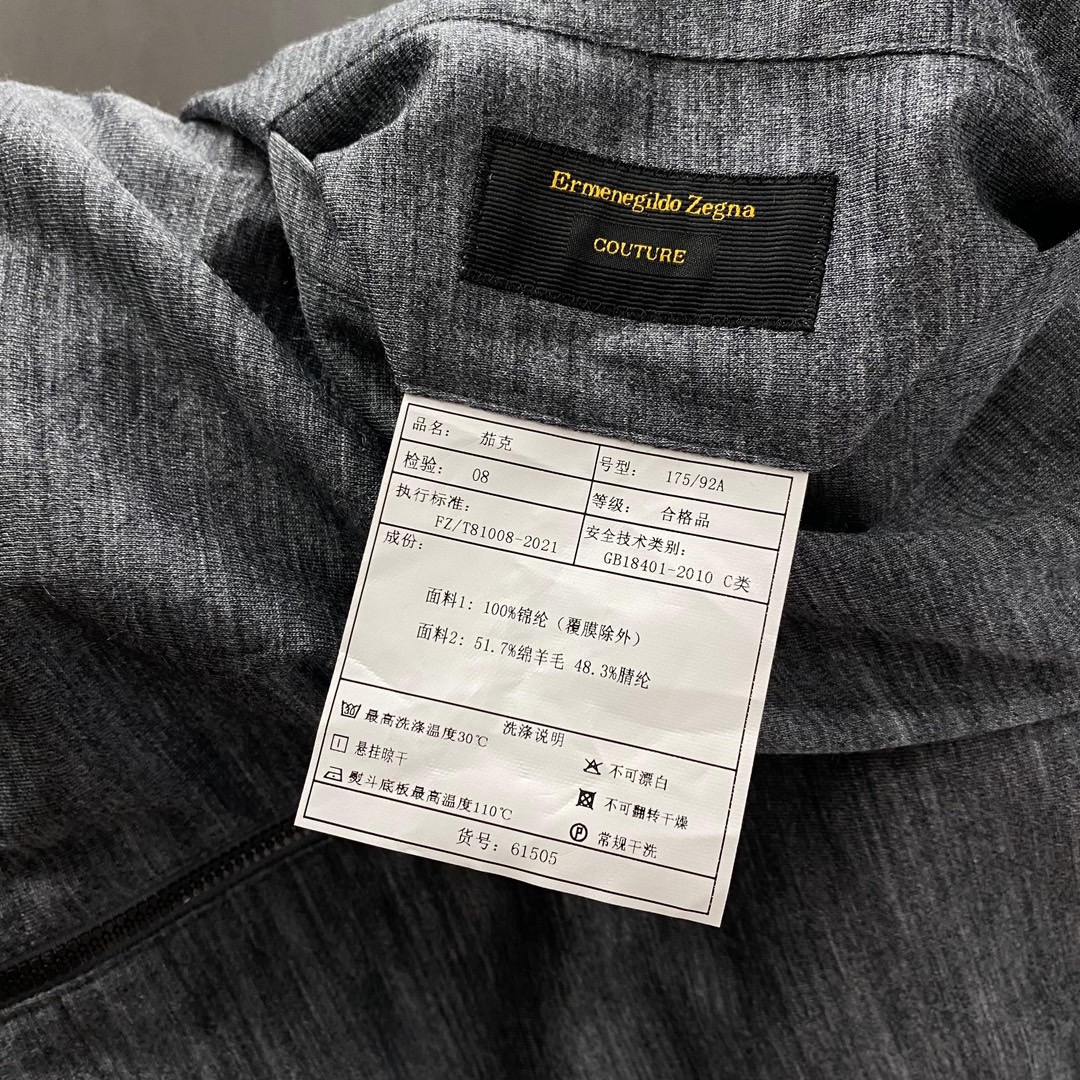 Ermenegildo Zegna
COUTURE
品名: 茄克
号型: 175/92A
检验: 08
等级: 合格品
执行标准:
FZ/T81008-2021
安全技术类别:
GB18401-2010 C类
成份:
面料1: 100%锦纶（覆膜除外）
面料2: 51.7%绵羊毛 48.3%腈纶
洗涤说明
30 最高洗涤温度30℃
不可漂白
悬挂晾干
不可翻转干燥
熨斗底板最高温度110℃
P 常规干洗
货号: 61505